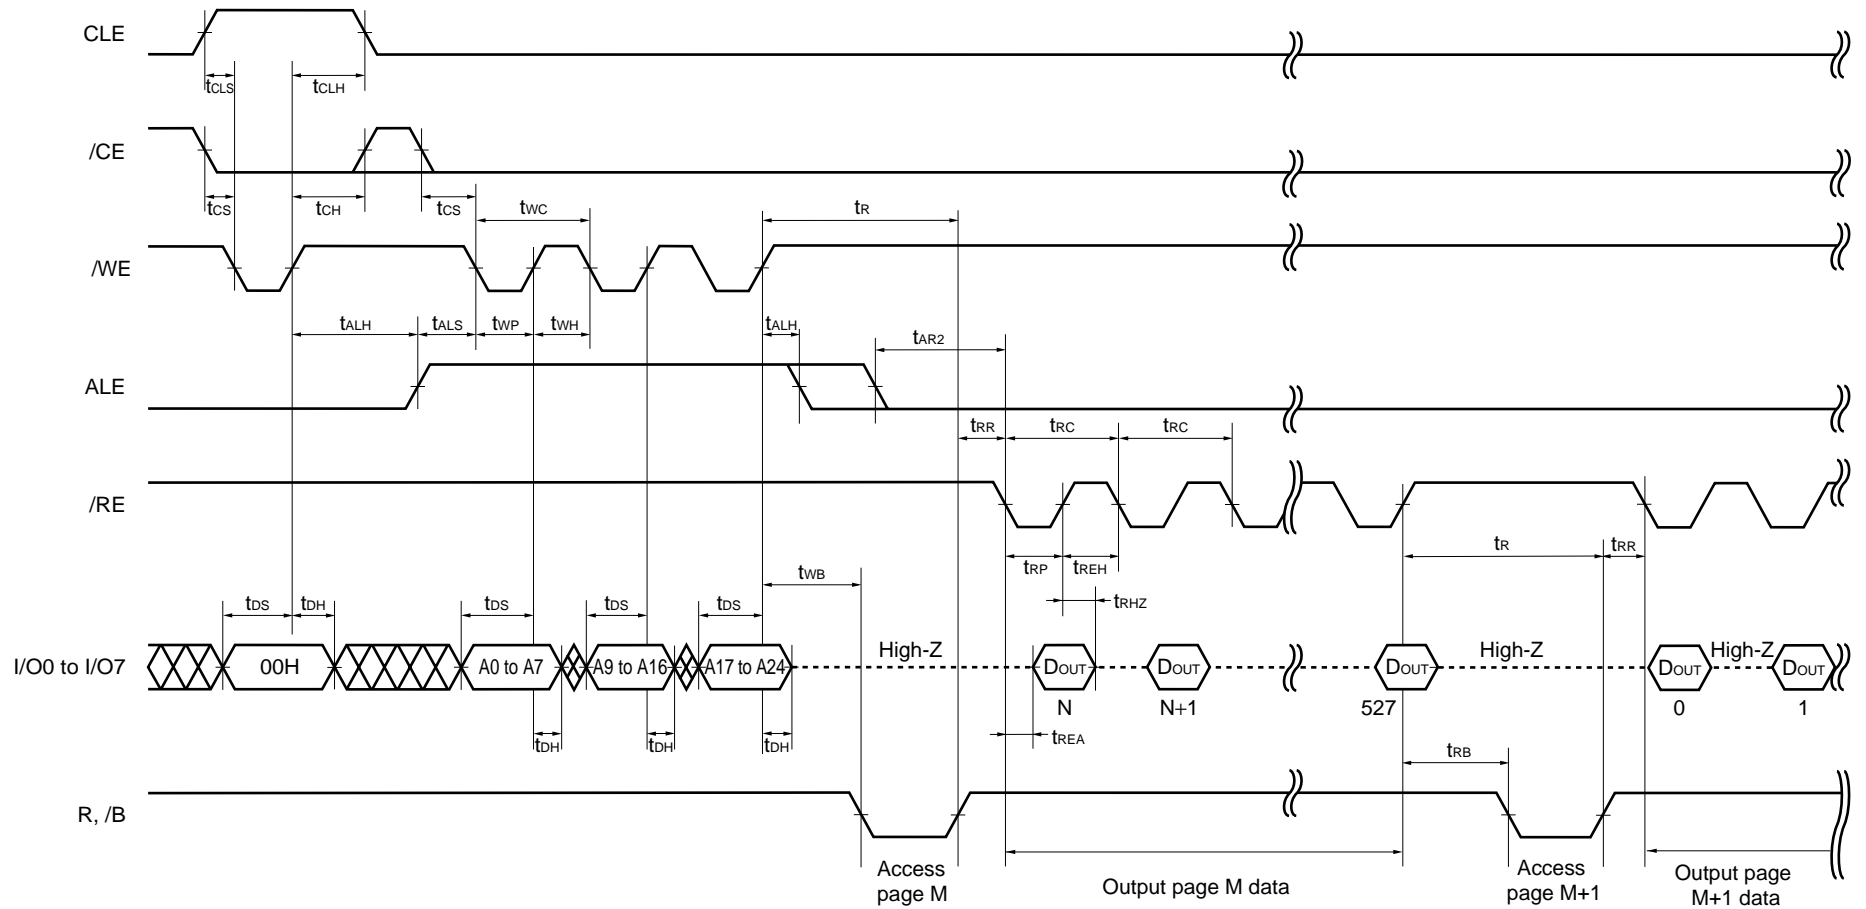 CLE
tCLS
tCLH
/CE
tCS
tCH
tCS
tWC
tR
/WE
tALH
tALS
tWP
tWH
tALH
tAR2
ALE
tRR
tRC
tRC
/RE
tR
tRR
tRP
tREH
tWB
tRHZ
tDS
tDH
tDS
tDS
tDS
I/O0 to I/O7
00H
A0 to A7
A9 to A16
A17 to A24
High-Z
DOUT
DOUT
DOUT
High-Z
DOUT
High-Z
DOUT
N
N+1
527
0
1
tDH
tDH
tDH
tREA
tRB
R, /B
Access
page M
Output page M data
Access
page M+1
Output page
M+1 data